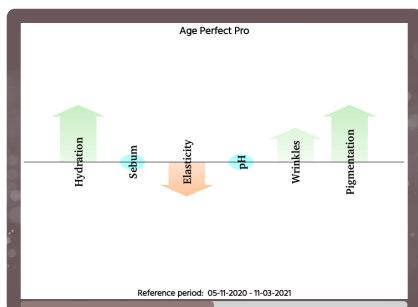 Age Perfect Pro
Hydration
Sebum
Elasticity
pH
Wrinkles
Pigmentation
Reference period: 05-11-2020 - 11-03-2021